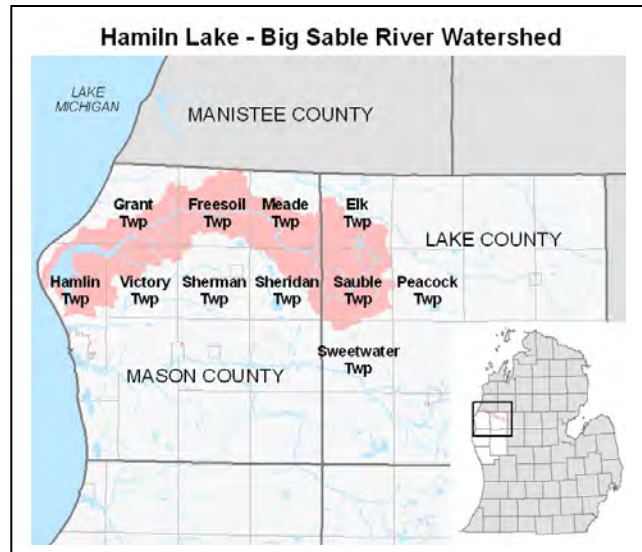 Hamiln Lake - Big Sable River Watershed
LAKE
MICHIGAN
MANISTEE COUNTY
Grant
Twp
Freesoil
Twp
Meade
Twp
Elk
Twp
LAKE COUNTY
Hamlin
Twp
Victory
Twp
Sherman
Twp
Sheridan
Twp
Sauble
Twp
Peacock
Twp
Sweetwater
Twp
MASON COUNTY